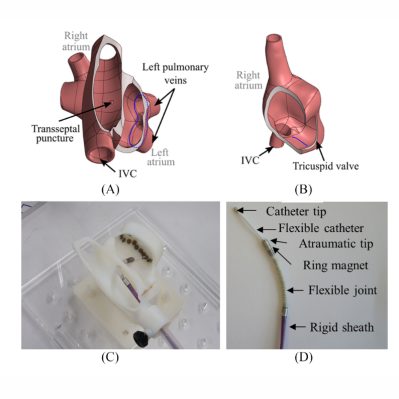 Right
atrium
Left pulmonary
veins
Transseptal
puncture
Left
atrium
IVC
(A)
Right
atrium
IVC
Tricuspid valve
(B)
(C)
Catheter tip
Flexible catheter
Atraumatic tip
Ring magnet
Flexible joint
Rigid sheath
(D)